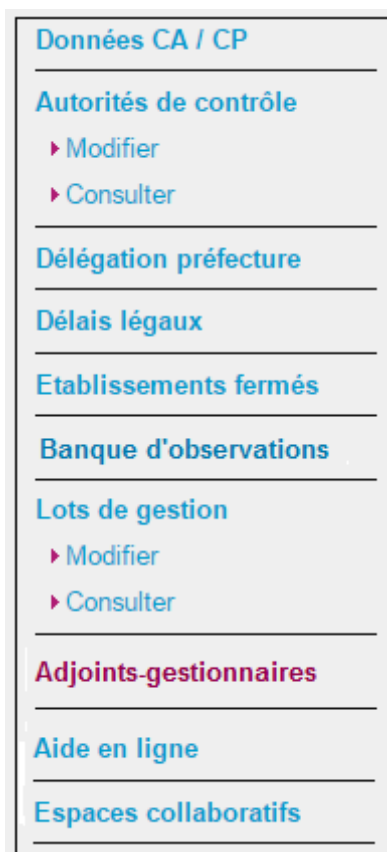 Données CA / CP
Autorités de contrôle
Modifier
Consulter
Délégation préfecture
Délais légaux
Etablissements fermés
Banque d'observations
Lots de gestion
Modifier
Consulter
Adjoints-gestionnaires
Aide en ligne
Espaces collaboratifs